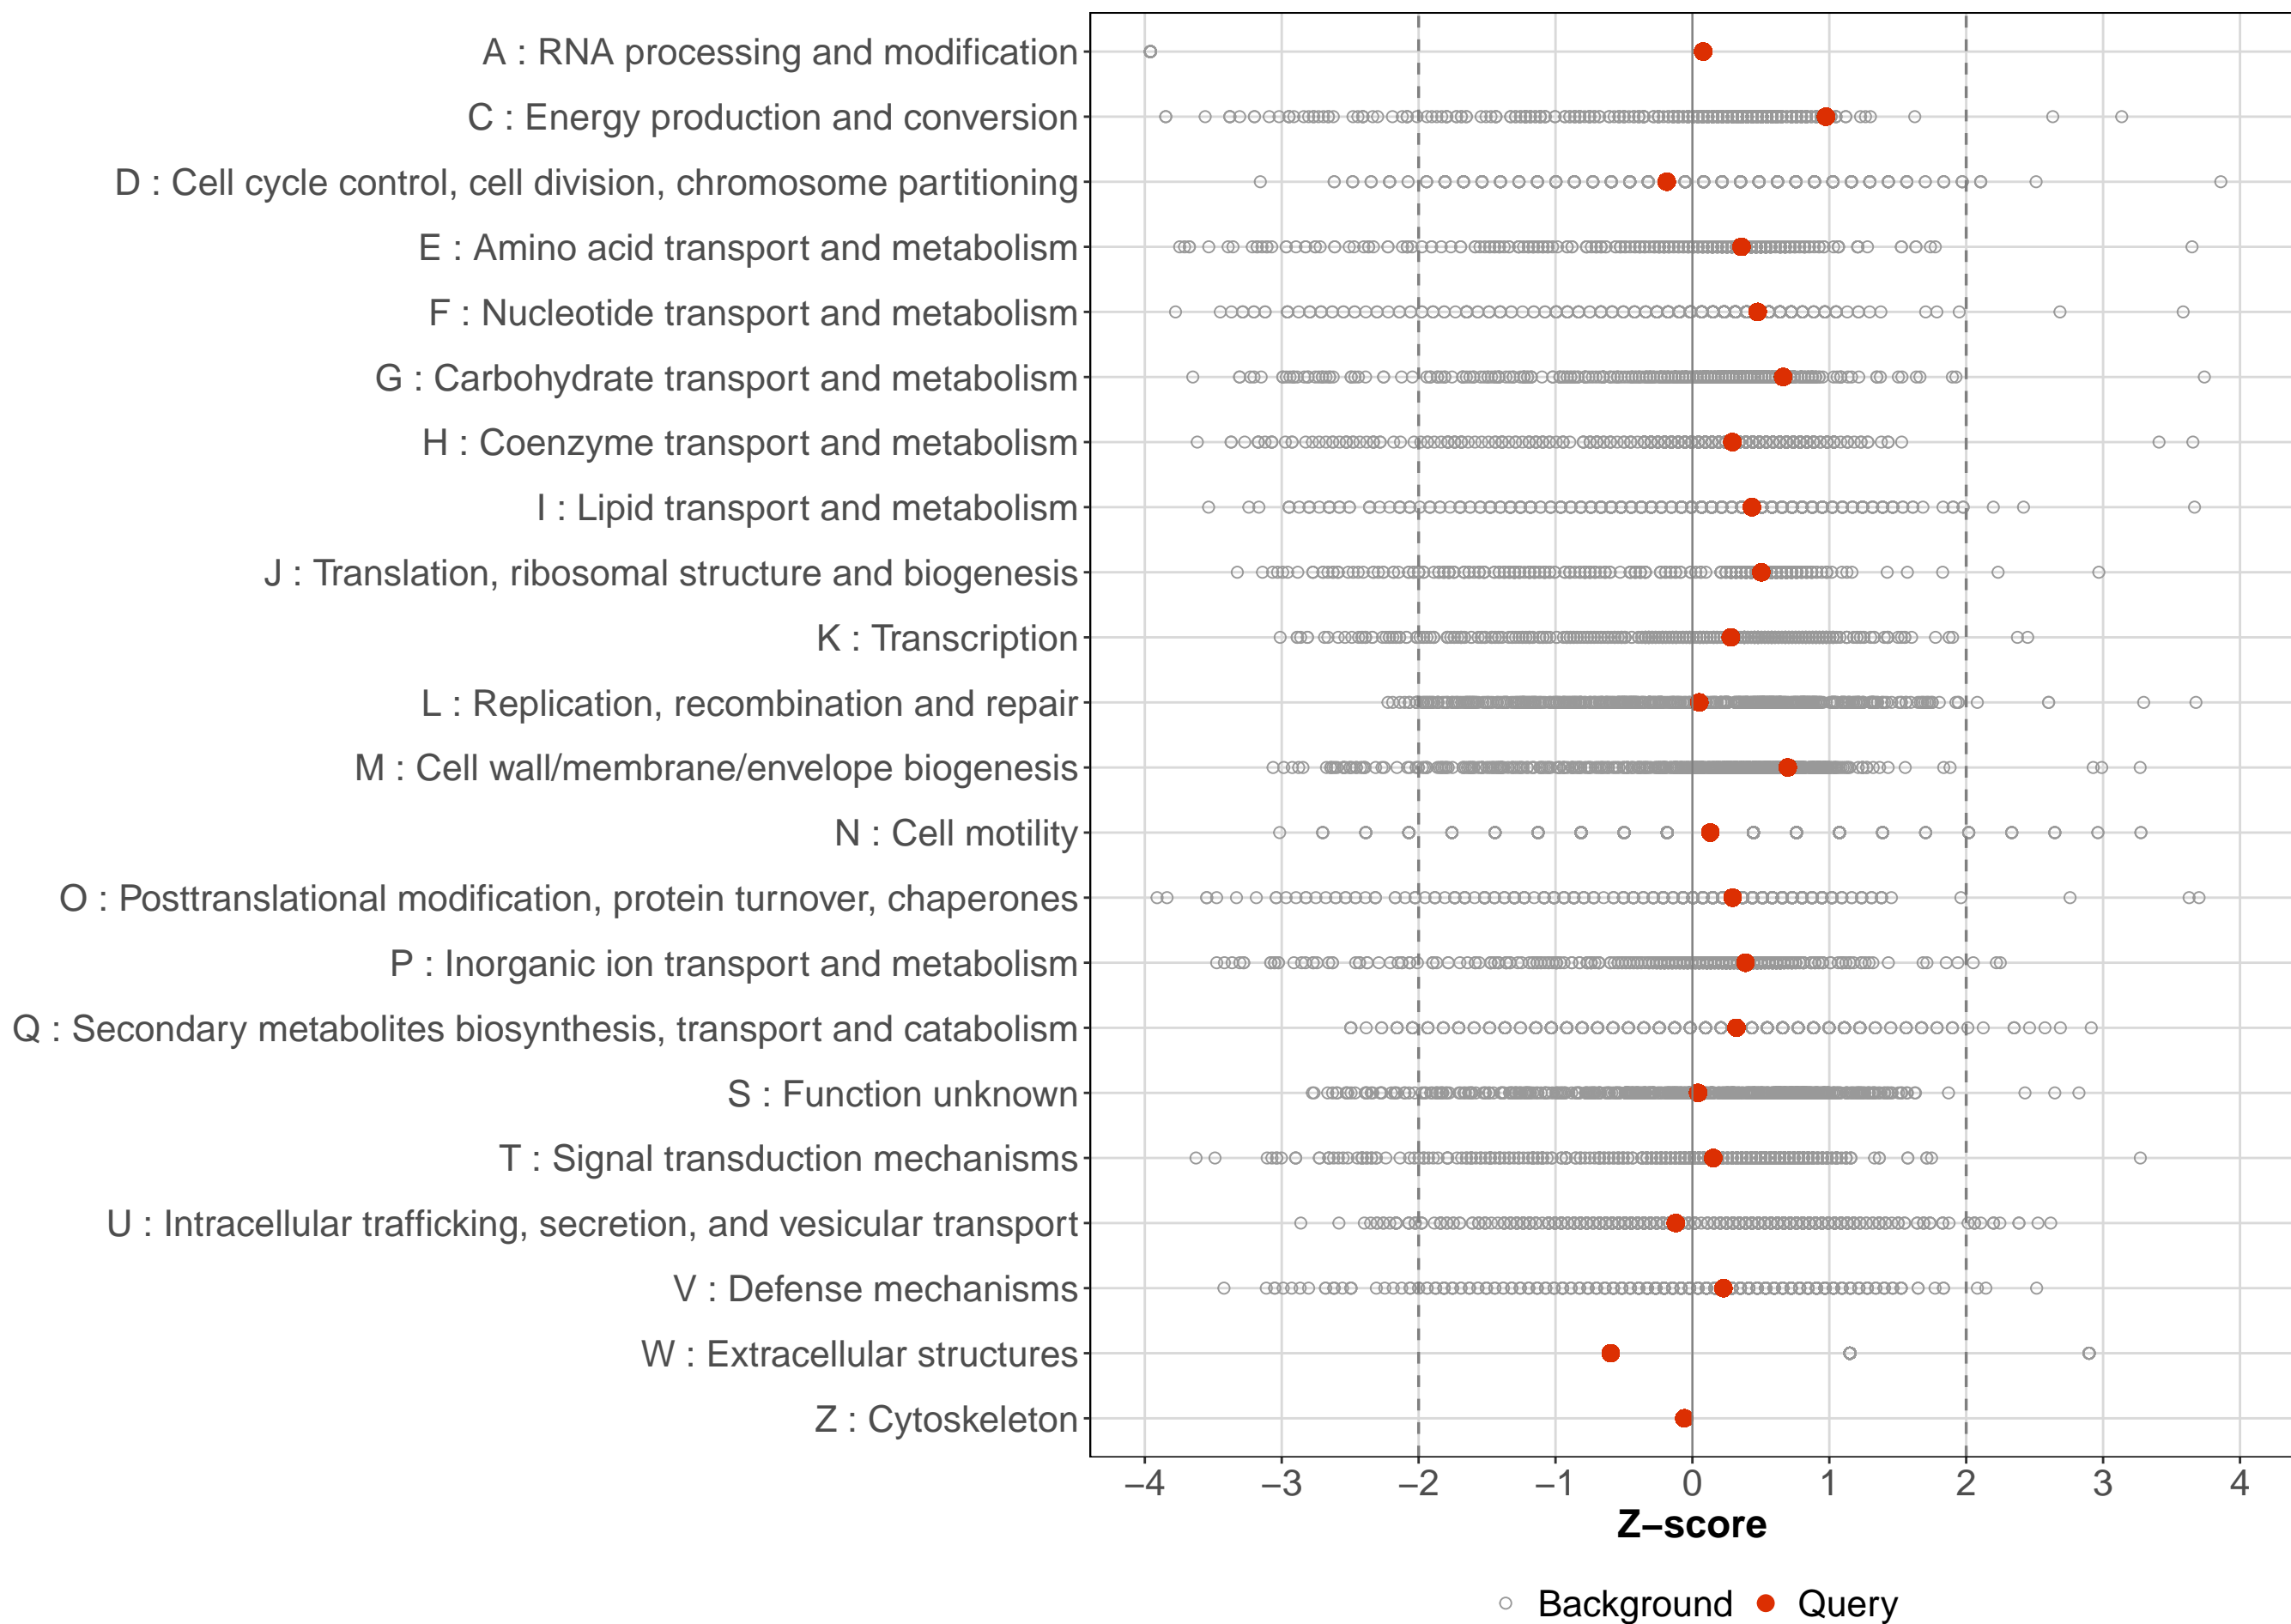 A : RNA processing and modification
C : Energy production and conversion
D : Cell cycle control, cell division, chromosome partitioning
E : Amino acid transport and metabolism
F : Nucleotide transport and metabolism
G : Carbohydrate transport and metabolism
H : Coenzyme transport and metabolism
I : Lipid transport and metabolism
J : Translation, ribosomal structure and biogenesis
K : Transcription
L : Replication, recombination and repair
M : Cell wall/membrane/envelope biogenesis
N : Cell motility
O : Posttranslational modification, protein turnover, chaperones
P : Inorganic ion transport and metabolism
Q : Secondary metabolites biosynthesis, transport and catabolism
S : Function unknown
T : Signal transduction mechanisms
U : Intracellular trafficking, secretion, and vesicular transport
V : Defense mechanisms
W : Extracellular structures
Z : Cytoskeleton
−4 −3 −2 −1 0 1 2 3 4
Z−score
Background Query